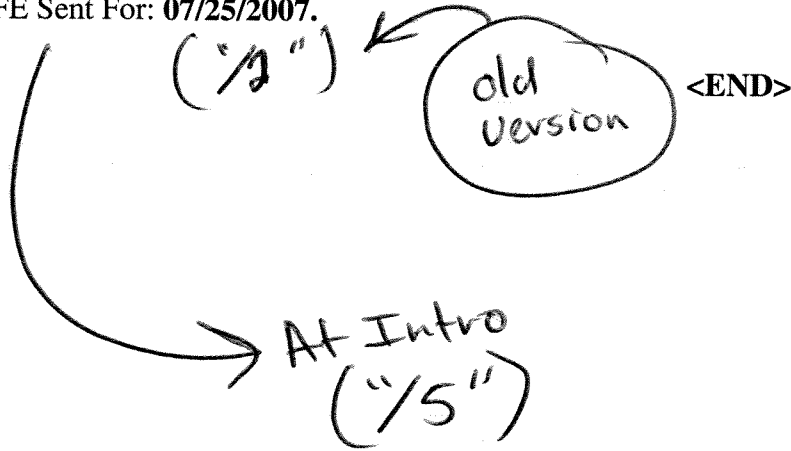 FE Sent For: 07/25/2007.
("/2")
old
version
<END>
At Intro
("/5")